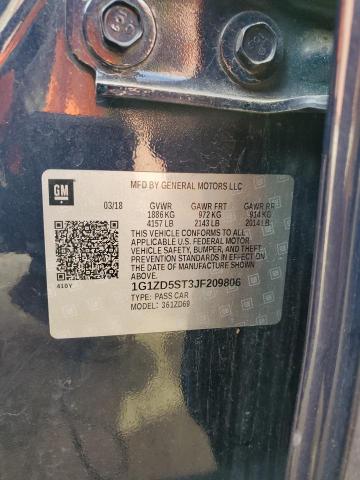 GM
MFD BY GENERAL MOTORS LLC
03/18 GVWR GAWR FRT GAWR RR
1886 KG 972 KG 914 KG
4157 LB 2143 LB 2014 LB
THIS VEHICLE CONFORMS TO ALL
APPLICABLE U.S. FEDERAL MOTOR
VEHICLE SAFETY, BUMPER, AND THEFT
PREVENTION STANDARDS IN EFFECT
ON THE DATE OF MANUFACTURE
SHOWN ABOVE.
410Y
1G1ZD5ST3JF209806
TYPE: PASS CAR
MODEL: 361ZD69